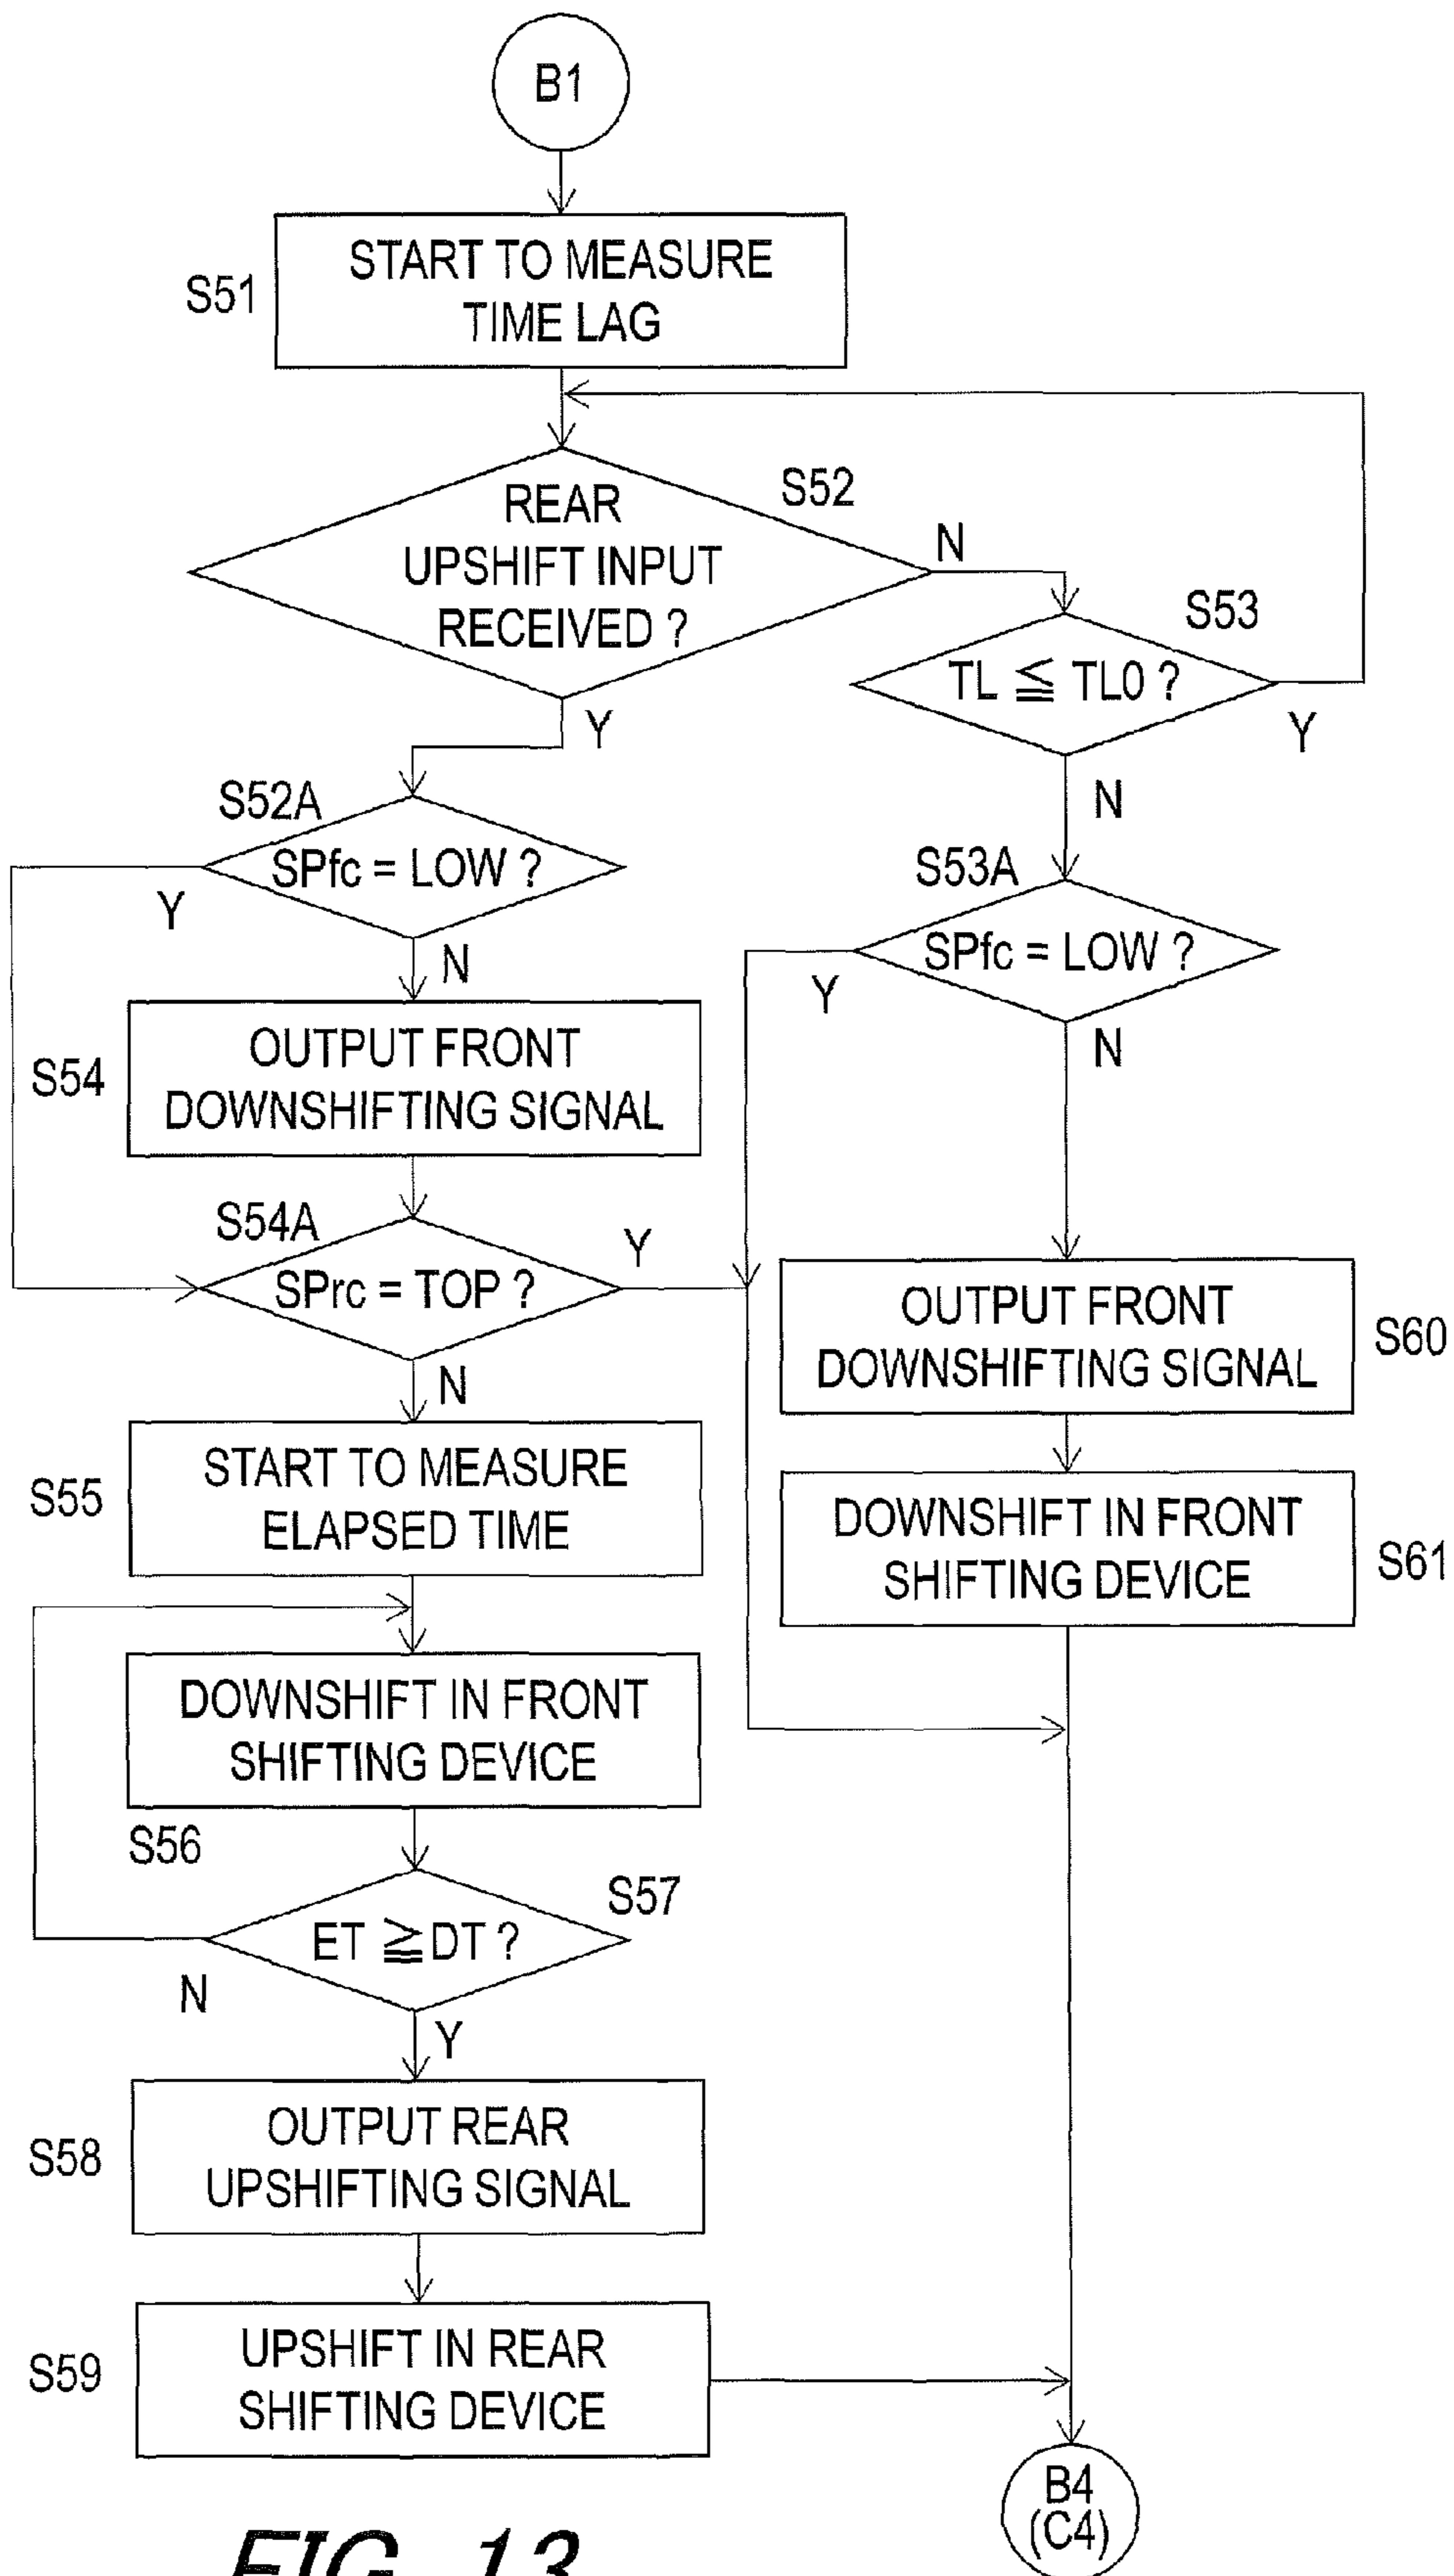 B1
START TO MEASURE
TIME LAG
S51
REAR
UPSHIFT INPUT
RECEIVED ?
S52
N
Y
S53
TL ≦ TL0 ?
Y
N
S52A
SPfc = LOW ?
Y
N
S53A
SPfc = LOW ?
Y
N
OUTPUT FRONT
DOWNSHIFTING SIGNAL
S54
S54A
SPrc = TOP ?
Y
N
OUTPUT FRONT
DOWNSHIFTING SIGNAL
S60
START TO MEASURE
ELAPSED TIME
S55
DOWNSHIFT IN FRONT
SHIFTING DEVICE
S61
DOWNSHIFT IN FRONT
SHIFTING DEVICE
S56
S57
ET ≧ DT ?
N
Y
OUTPUT REAR
UPSHIFTING SIGNAL
S58
UPSHIFT IN REAR
SHIFTING DEVICE
S59
B4
(C4)
FIG. 13